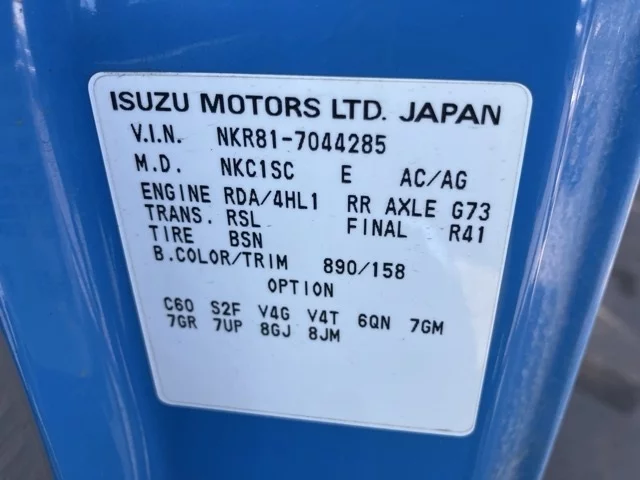 ISUZU MOTORS LTD. JAPAN
V.I.N. NKR81-7044285
M.D. NKC1SC E AC/AG
ENGINE RDA/4HL1 RR AXLE G73
TRANS. RSL FINAL R41
TIRE BSN
B.COLOR/TRIM 890/158
OPTION
C60 S2F V4G V4T 6QN 7GM
7GR 7UP 8GJ 8JM